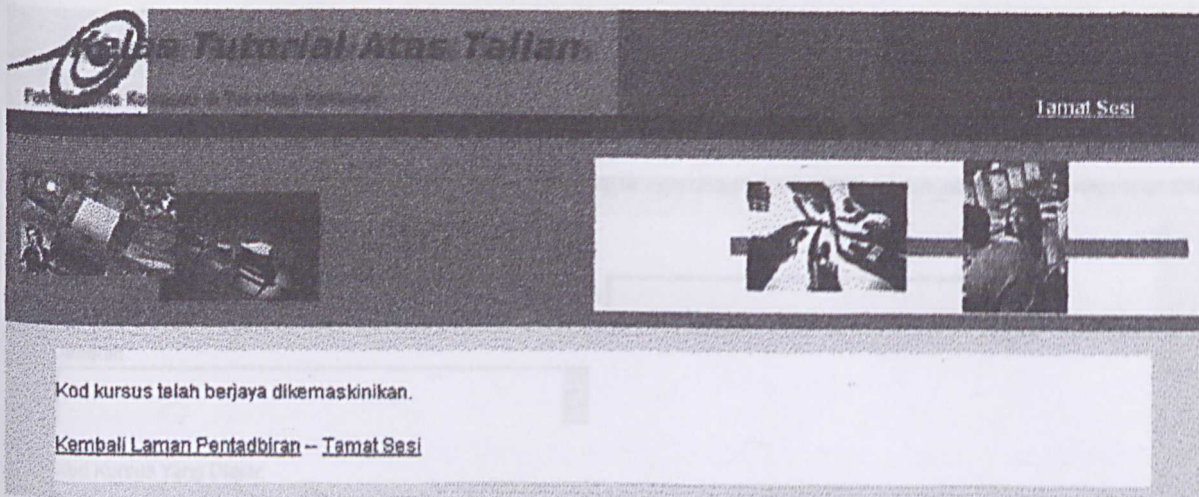 Kelas Tutorial Atas Talian
Tamat Sesi
Kod kursus telah berjaya dikemaskinikan.
Kembali Laman Pentadbiran -- Tamat Sesi